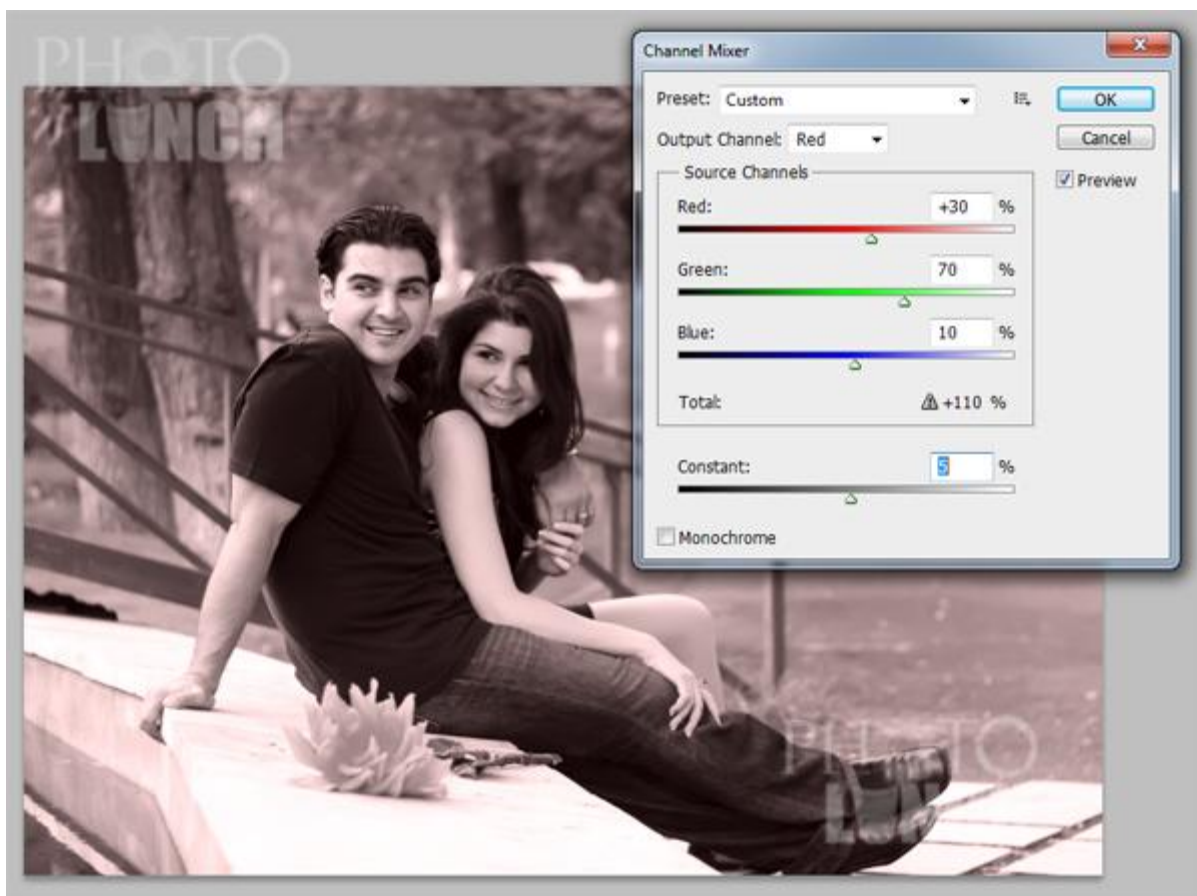 PHOTO
LUNCH
Channel Mixer
Preset: Custom
OK
Output Channel: Red
Cancel
Source Channels
Preview
Red: +30 %
Green: 70 %
Blue: 10 %
Total: +110 %
Constant: 5 %
Monochrome
PHOTO
LUN